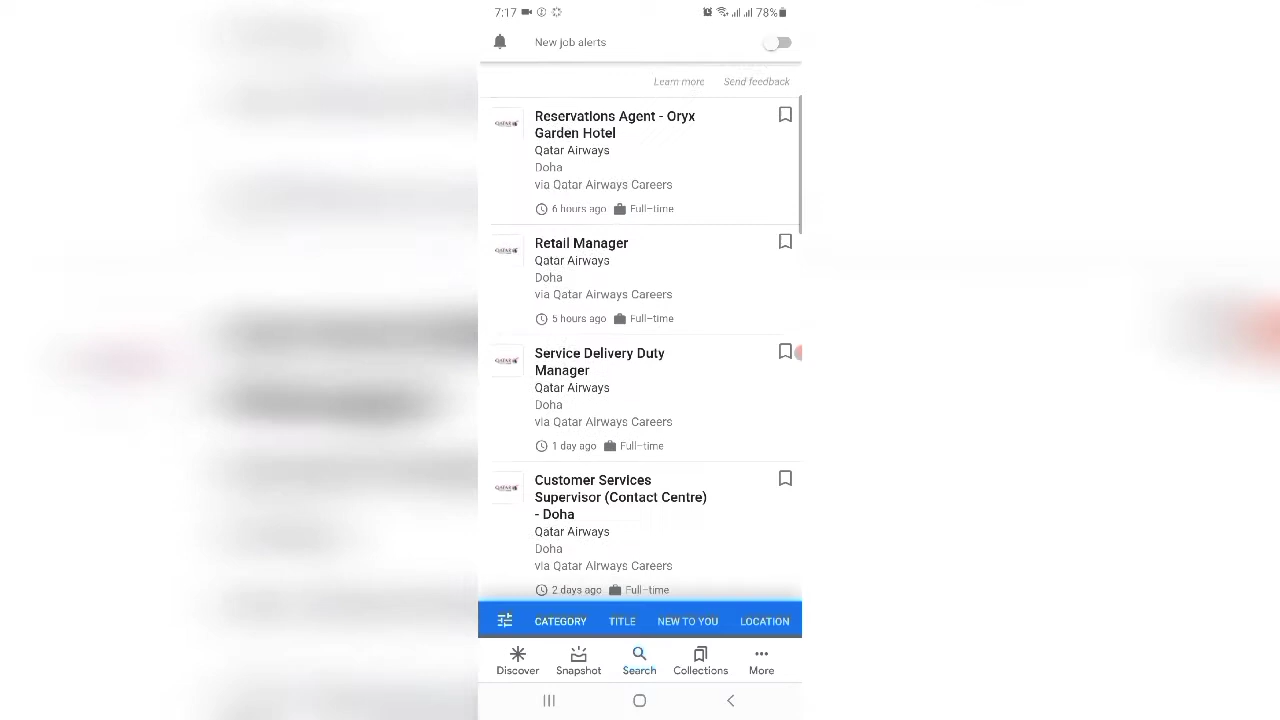 7:17
78%
New job alerts
Learn more Send feedback
Reservations Agent - Oryx
Garden Hotel
Qatar Airways
Doha
via Qatar Airways Careers
6 hours ago Full-time
Retail Manager
Qatar Airways
Doha
via Qatar Airways Careers
5 hours ago Full-time
Service Delivery Duty
Manager
Qatar Airways
Doha
via Qatar Airways Careers
1 day ago Full-time
Customer Services
Supervisor (Contact Centre)
- Doha
Qatar Airways
Doha
via Qatar Airways Careers
2 days ago Full-time
CATEGORY TITLE NEW TO YOU LOCATION
Discover Snapshot Search Collections More